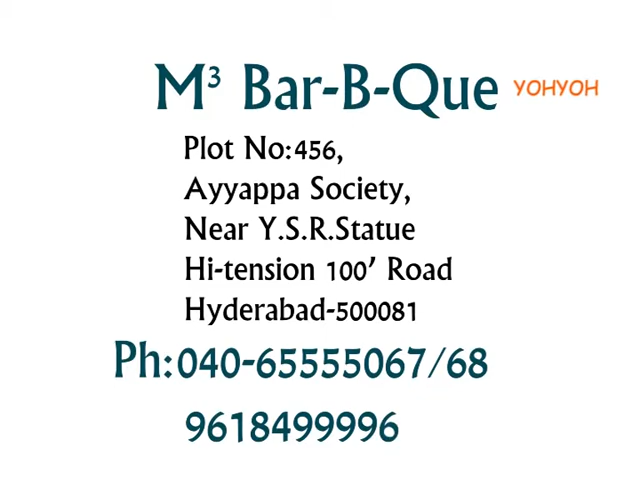 M³ Bar-B-Que YOHYOH
Plot No:456,
Ayyappa Society,
Near Y.S.R.Statue
Hi-tension 100' Road
Hyderabad-500081
Ph:040-65555067/68
9618499996